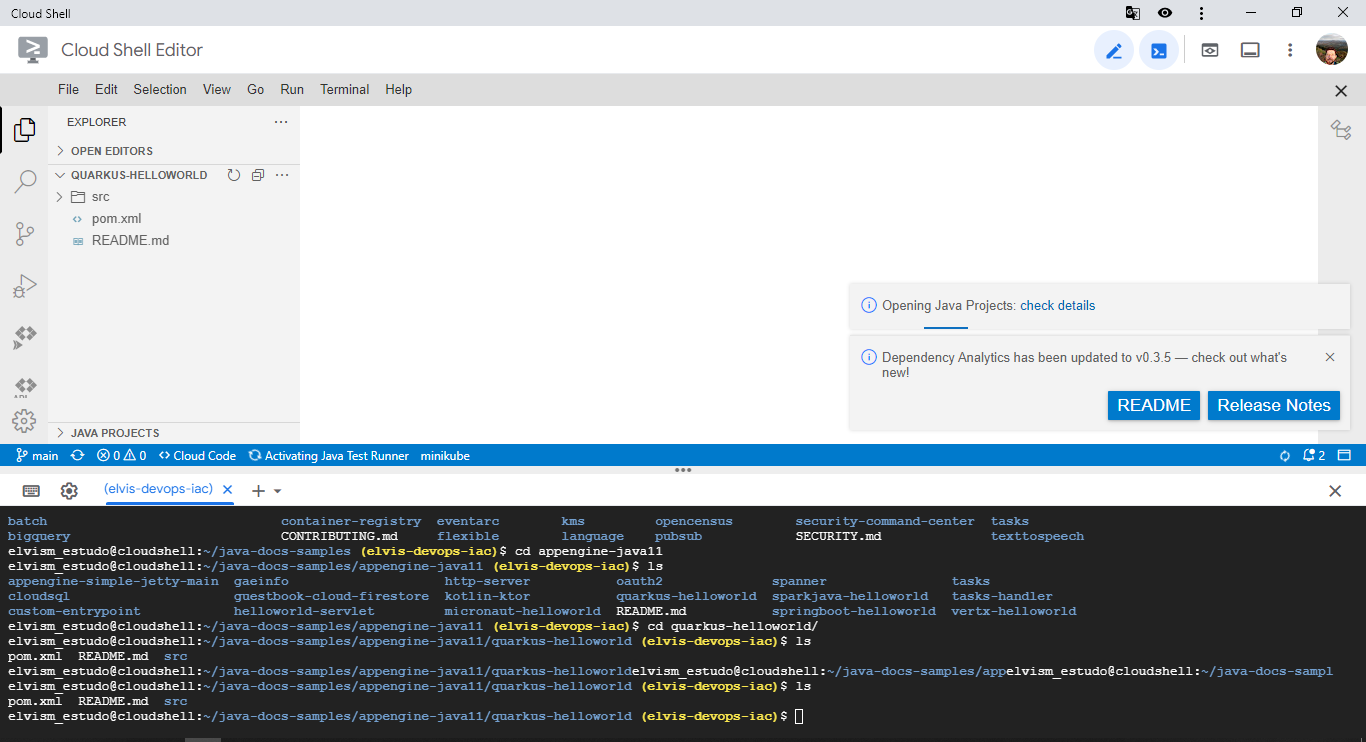 Cloud Shell
Cloud Shell Editor
File Edit Selection View Go Run Terminal Help
EXPLORER
OPEN EDITORS
QUARKUS-HELLOWORLD
src
pom.xml
README.md
Opening Java Projects: check details
Dependency Analytics has been updated to v0.3.5 — check out what's
new!
README Release Notes
JAVA PROJECTS
main 0 0 Cloud Code Activating Java Test Runner minikube 2
(elvis-devops-iac)
batch container-registry eventarc kms opencensus security-command-center tasks
bigquery CONTRIBUTING.md flexible language pubsub SECURITY.md texttospeech
elvism_estudo@cloudshell:~/java-docs-samples (elvis-devops-iac)$ cd appengine-java11
elvism_estudo@cloudshell:~/java-docs-samples/appengine-java11 (elvis-devops-iac)$ ls
appengine-simple-jetty-main gaeinfo http-server oauth2 spanner tasks
cloudsql guestbook-cloud-firestore kotlin-ktor quarkus-helloworld sparkjava-helloworld tasks-handler
custom-entrypoint helloworld-servlet micronaut-helloworld README.md springboot-helloworld vertx-helloworld
elvism_estudo@cloudshell:~/java-docs-samples/appengine-java11 (elvis-devops-iac)$ cd quarkus-helloworld/
elvism_estudo@cloudshell:~/java-docs-samples/appengine-java11/quarkus-helloworld (elvis-devops-iac)$ ls
pom.xml README.md src
elvism_estudo@cloudshell:~/java-docs-samples/appengine-java11/quarkus-helloworldelvism_estudo@cloudshell:~/java-docs-samples/appelvism_estudo@cloudshell:~/java-docs-sampl
elvism_estudo@cloudshell:~/java-docs-samples/appengine-java11/quarkus-helloworld (elvis-devops-iac)$ ls
pom.xml README.md src
elvism_estudo@cloudshell:~/java-docs-samples/appengine-java11/quarkus-helloworld (elvis-devops-iac)$